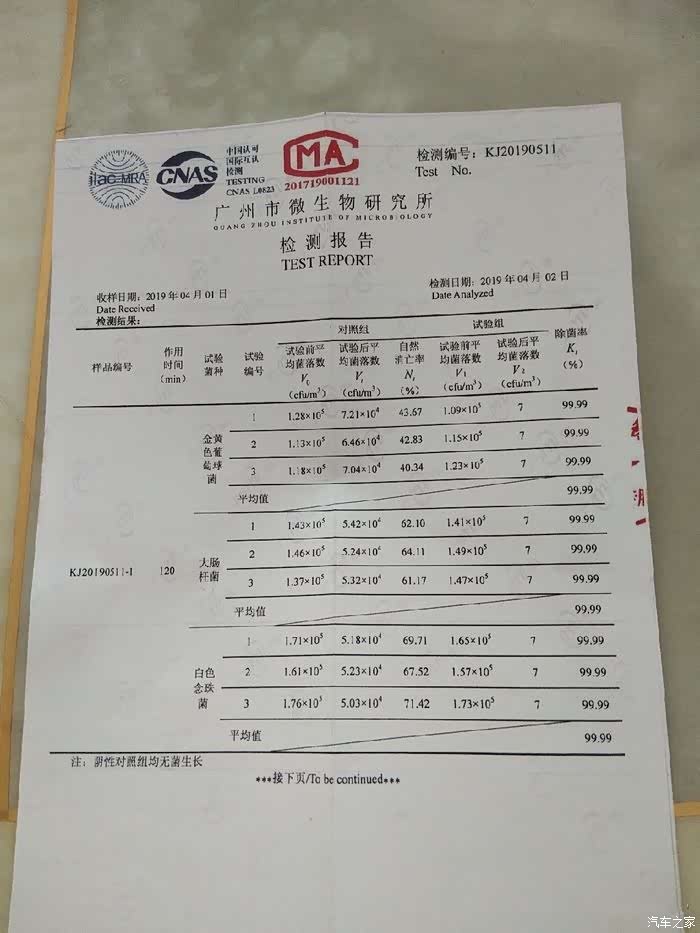 ilac-MRA
CNAS
中国认可
国际互认
检测
TESTING
CNAS L0823
MA
201719001121
检测编号: KJ20190511
Test No.
广州市微生物研究所
GUANG ZHOU INSTITUTE OF MICROBIOLOGY
检测报告
TEST REPORT
收样日期: 2019 年 04 月 01 日
Date Received
检测日期: 2019 年 04 月 02 日
Date Analyzed
检测结果:
样品编号 作用时间(min) 试验菌种 试验编号 对照组 试验组 除菌率 Kt (%)
试验前平均菌落数 V0 (cfu/m³) 试验后平均菌落数 Vt (cfu/m³) 自然消亡率 Nt (%) 试验前平均菌落数 V1 (cfu/m³) 试验后平均菌落数 V2 (cfu/m³)
KJ20190511-1 120
金黄色葡萄球菌
1 1.28×10⁵ 7.21×10⁴ 43.67 1.09×10⁵ 7 99.99
2 1.13×10⁵ 6.46×10⁴ 42.83 1.15×10⁵ 7 99.99
3 1.18×10⁵ 7.04×10⁴ 40.34 1.23×10⁵ 7 99.99
平均值 99.99
大肠杆菌
1 1.43×10⁵ 5.42×10⁴ 62.10 1.41×10⁵ 7 99.99
2 1.46×10⁵ 5.24×10⁴ 64.11 1.49×10⁵ 7 99.99
3 1.37×10⁵ 5.32×10⁴ 61.17 1.47×10⁵ 7 99.99
平均值 99.99
白色念珠菌
1 1.71×10⁵ 5.18×10⁴ 69.71 1.65×10⁵ 7 99.99
2 1.61×10⁵ 5.23×10⁴ 67.52 1.57×10⁵ 7 99.99
3 1.76×10⁵ 5.03×10⁴ 71.42 1.73×10⁵ 7 99.99
平均值 99.99
注: 阴性对照组均无菌生长
***接下页/To be continued***
汽车之家